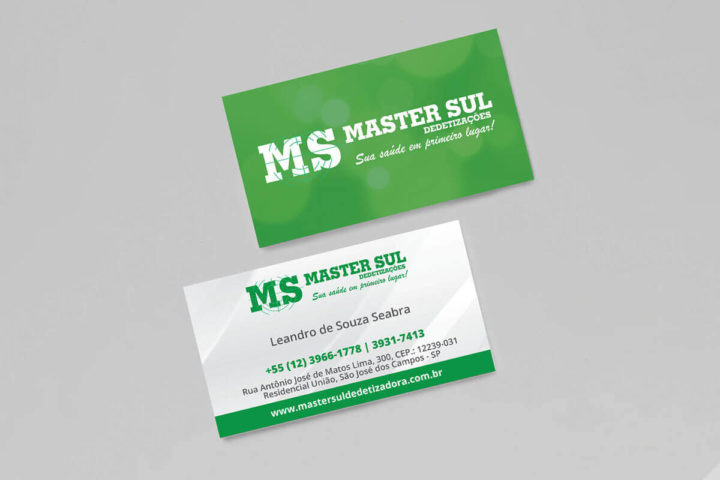 MS MASTER SUL
DEDETIZAÇÕES
Sua saúde em primeiro lugar!
MS MASTER SUL
DEDETIZAÇÕES
Sua saúde em primeiro lugar!
Leandro de Souza Seabra
+55 (12) 3966-1778 | 3931-7413
Rua Antônio José de Matos Lima, 300, CEP.: 12239-031
Residencial União, São José dos Campos - SP
www.mastersuldedetizadora.com.br